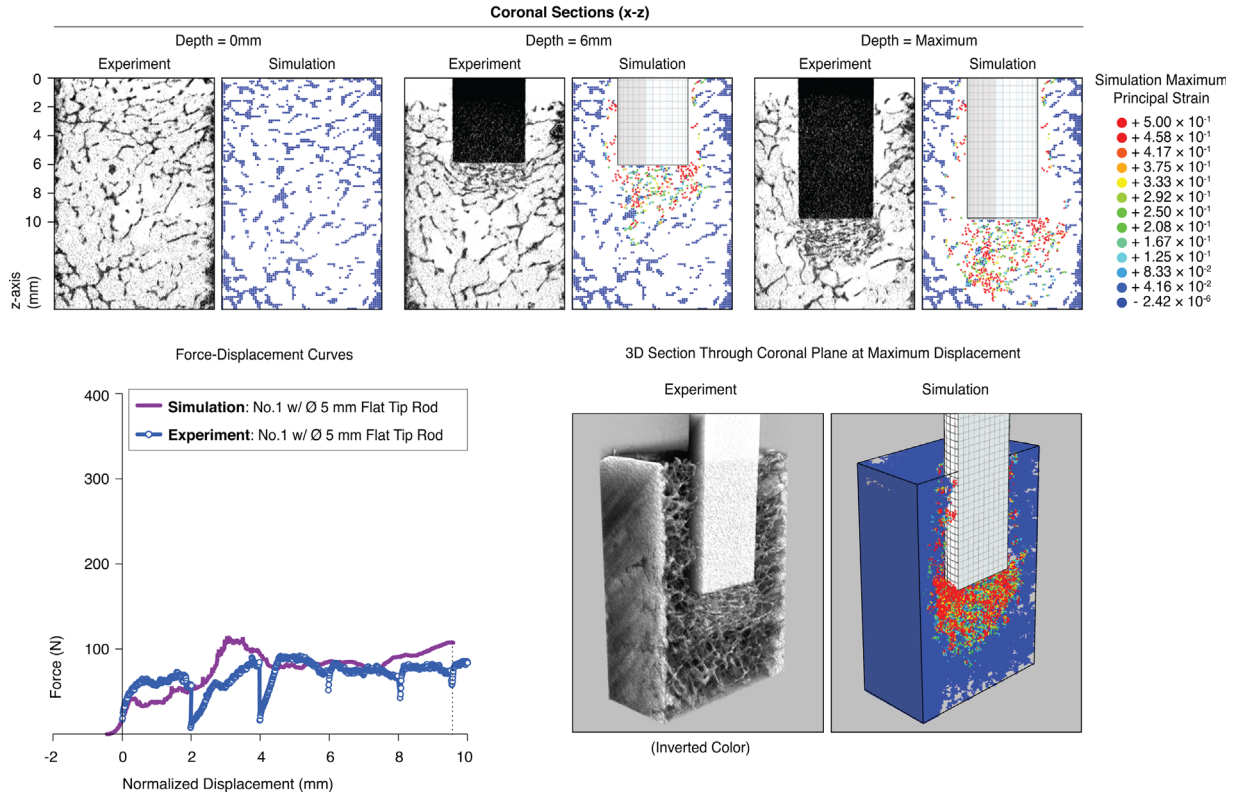 Coronal Sections (x-z)
Depth = 0mm
Depth = 6mm
Depth = Maximum
Experiment
Simulation
Experiment
Simulation
Experiment
Simulation
0
2
4
6
8
10
z-axis
(mm)
Simulation Maximum
Principal Strain
+ 5.00 × 10⁻¹
+ 4.58 × 10⁻¹
+ 4.17 × 10⁻¹
+ 3.75 × 10⁻¹
+ 3.33 × 10⁻¹
+ 2.92 × 10⁻¹
+ 2.50 × 10⁻¹
+ 2.08 × 10⁻¹
+ 1.67 × 10⁻¹
+ 1.25 × 10⁻¹
+ 8.33 × 10⁻²
+ 4.16 × 10⁻²
- 2.42 × 10⁻⁶
Force-Displacement Curves
Simulation: No.1 w/ Ø 5 mm Flat Tip Rod
Experiment: No.1 w/ Ø 5 mm Flat Tip Rod
400
300
200
100
Force (N)
-2
0
2
4
6
8
10
Normalized Displacement (mm)
3D Section Through Coronal Plane at Maximum Displacement
Experiment
Simulation
(Inverted Color)